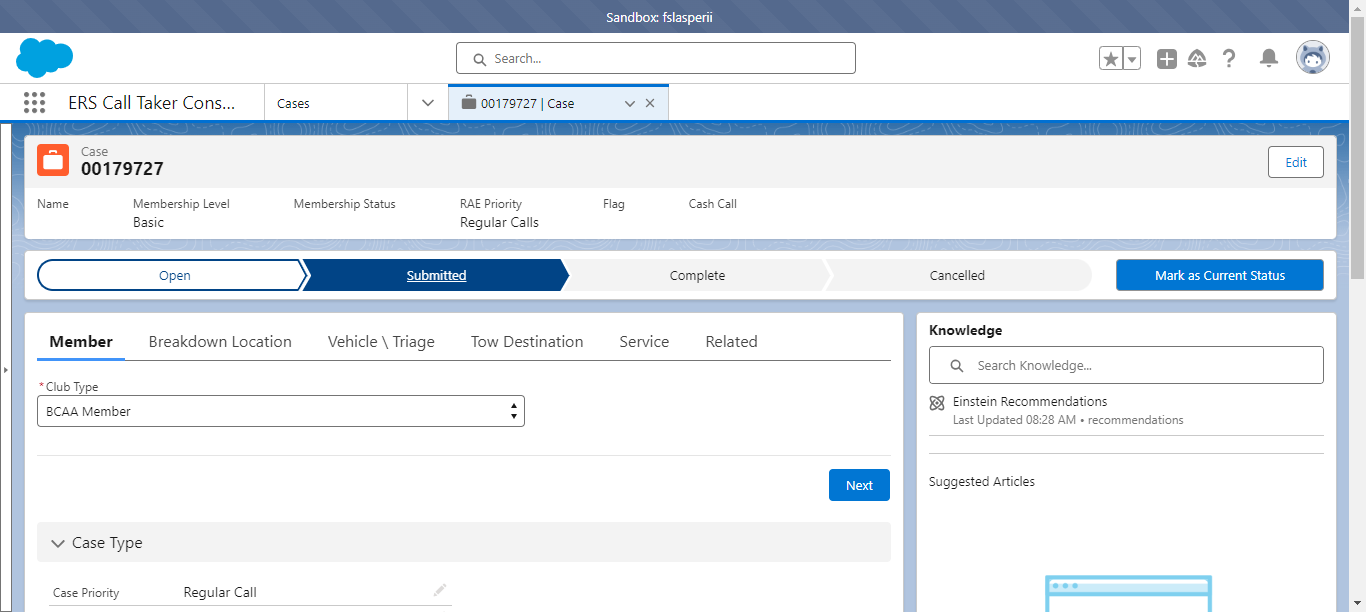 Sandbox: fslasperii
Search...
ERS Call Taker Cons...
Cases
00179727 | Case
Case
00179727
Edit
Name
Membership Level
Membership Status
RAE Priority
Flag
Cash Call
Basic
Regular Calls
Open
Submitted
Complete
Cancelled
Mark as Current Status
Member
Breakdown Location
Vehicle \ Triage
Tow Destination
Service
Related
*Club Type
BCAA Member
Next
Case Type
Case Priority
Regular Call
Knowledge
Search Knowledge...
Einstein Recommendations
Last Updated 08:28 AM • recommendations
Suggested Articles